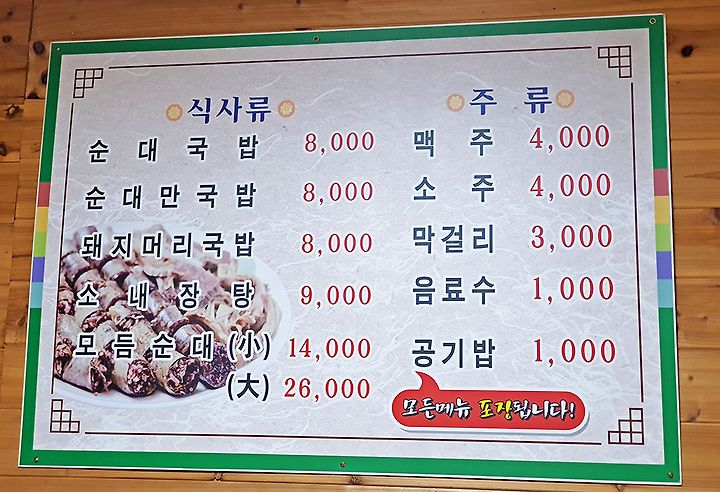 식사류
순대국밥 8,000
순대만국밥 8,000
돼지머리국밥 8,000
소내장탕 9,000
모듬순대 (小) 14,000
(大) 26,000
주류
맥주 4,000
소주 4,000
막걸리 3,000
음료수 1,000
공기밥 1,000
모든메뉴 포장됩니다!